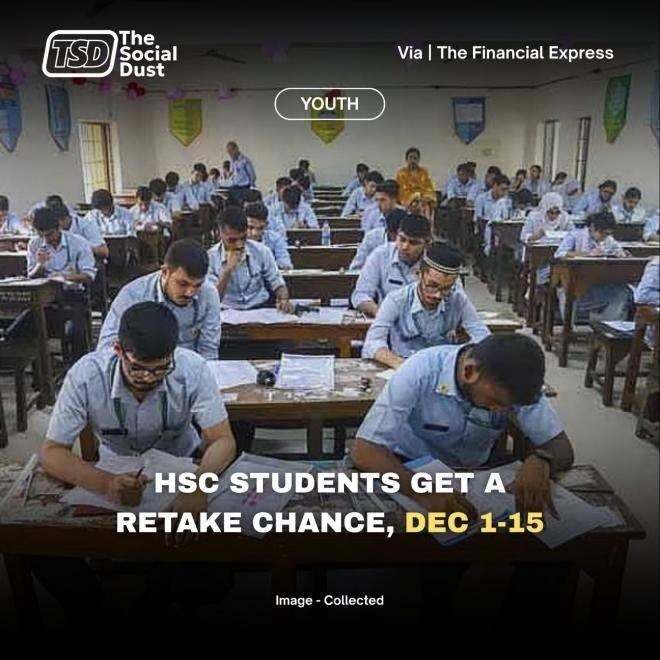 TSD The
Social
Dust
Via | The Financial Express
YOUTH
HSC STUDENTS GET A
RETAKE CHANCE, DEC 1-15
Image - Collected